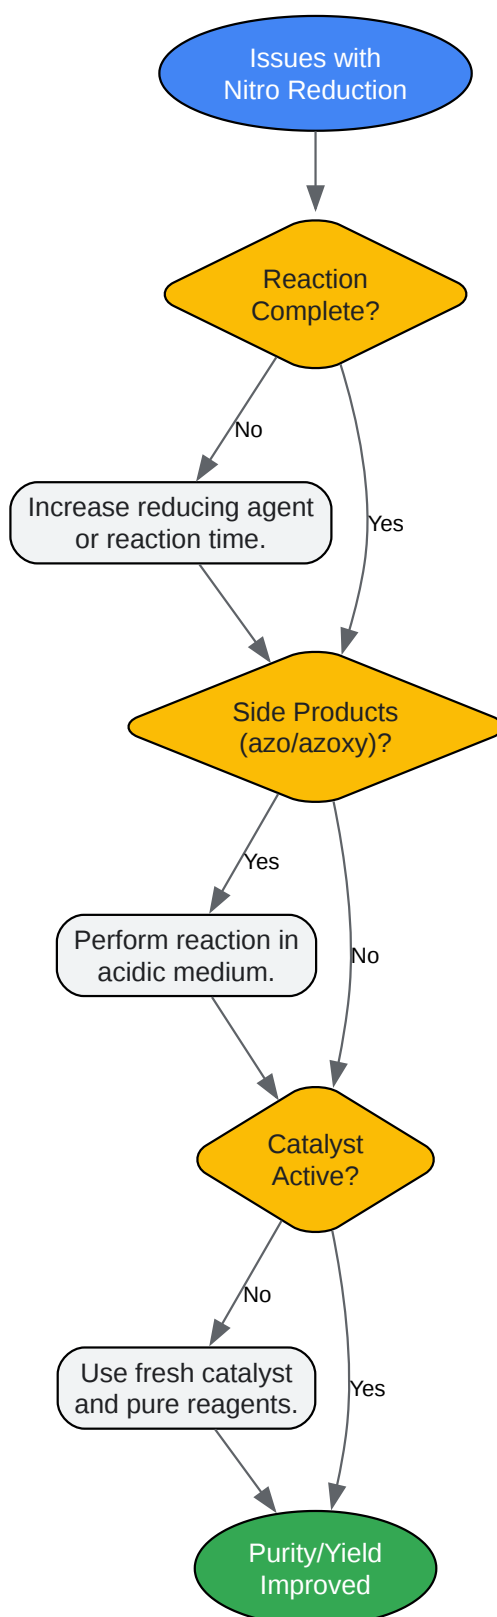 Issues with
Nitro Reduction
Reaction
Complete?
No
Yes
Increase reducing agent
or reaction time.
Side Products
(azo/azoxy)?
Yes
No
Perform reaction in
acidic medium.
Catalyst
Active?
No
Yes
Use fresh catalyst
and pure reagents.
Purity/Yield
Improved